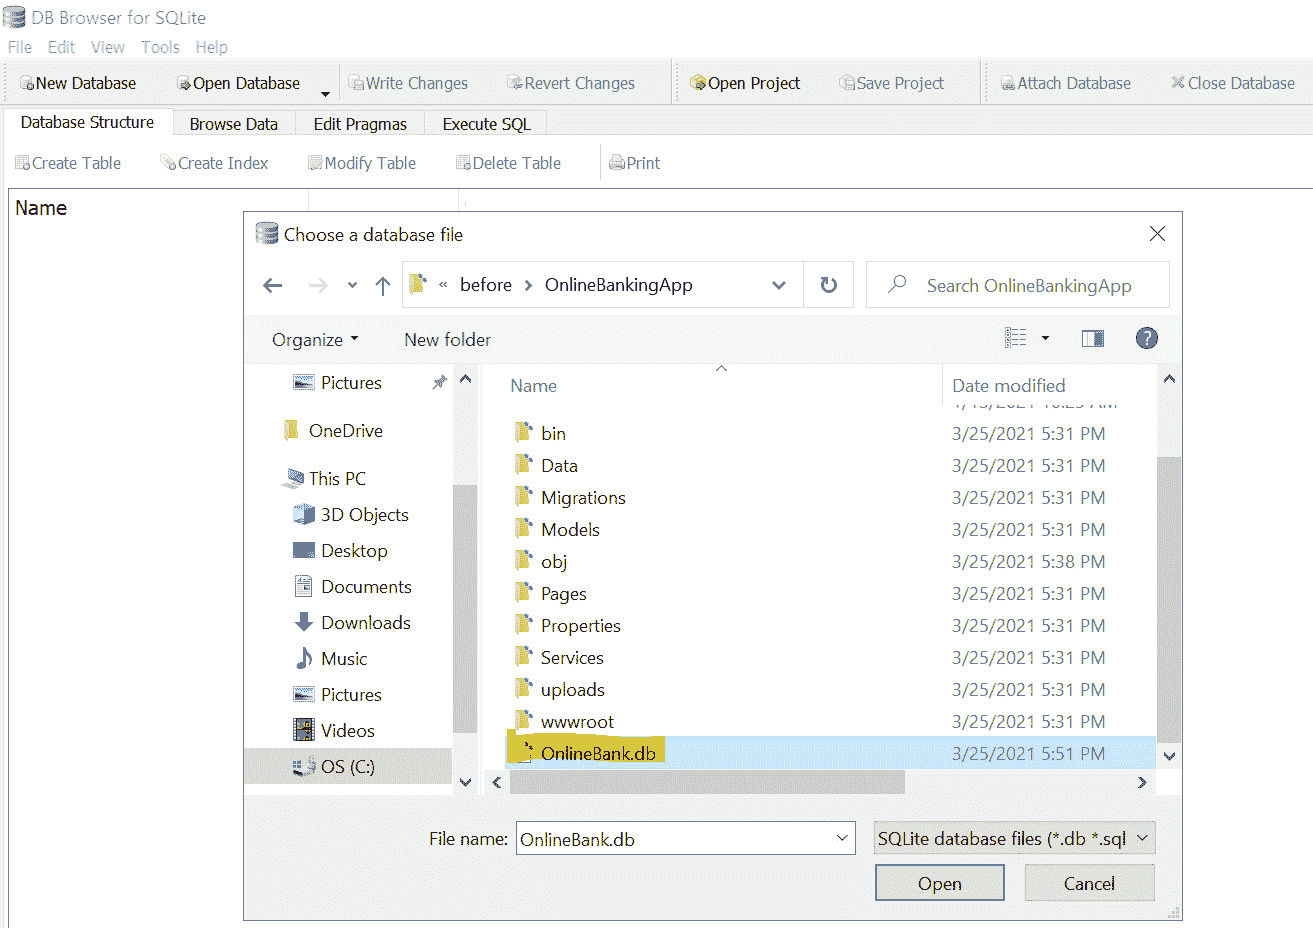 DB Browser for SQLite
File Edit View Tools Help
New Database Open Database Write Changes Revert Changes Open Project Save Project Attach Database Close Database
Database Structure Browse Data Edit Pragmas Execute SQL
Create Table Create Index Modify Table Delete Table Print
Name
Choose a database file
« before > OnlineBankingApp Search OnlineBankingApp
Organize New folder
Pictures
OneDrive
This PC
3D Objects
Desktop
Documents
Downloads
Music
Pictures
Videos
OS (C:)
Name Date modified
bin 3/25/2021 5:31 PM
Data 3/25/2021 5:31 PM
Migrations 3/25/2021 5:31 PM
Models 3/25/2021 5:31 PM
obj 3/25/2021 5:38 PM
Pages 3/25/2021 5:31 PM
Properties 3/25/2021 5:31 PM
Services 3/25/2021 5:31 PM
uploads 3/25/2021 5:31 PM
wwwroot 3/25/2021 5:31 PM
OnlineBank.db 3/25/2021 5:51 PM
File name: OnlineBank.db SQLite database files (*.db *.sql
Open Cancel